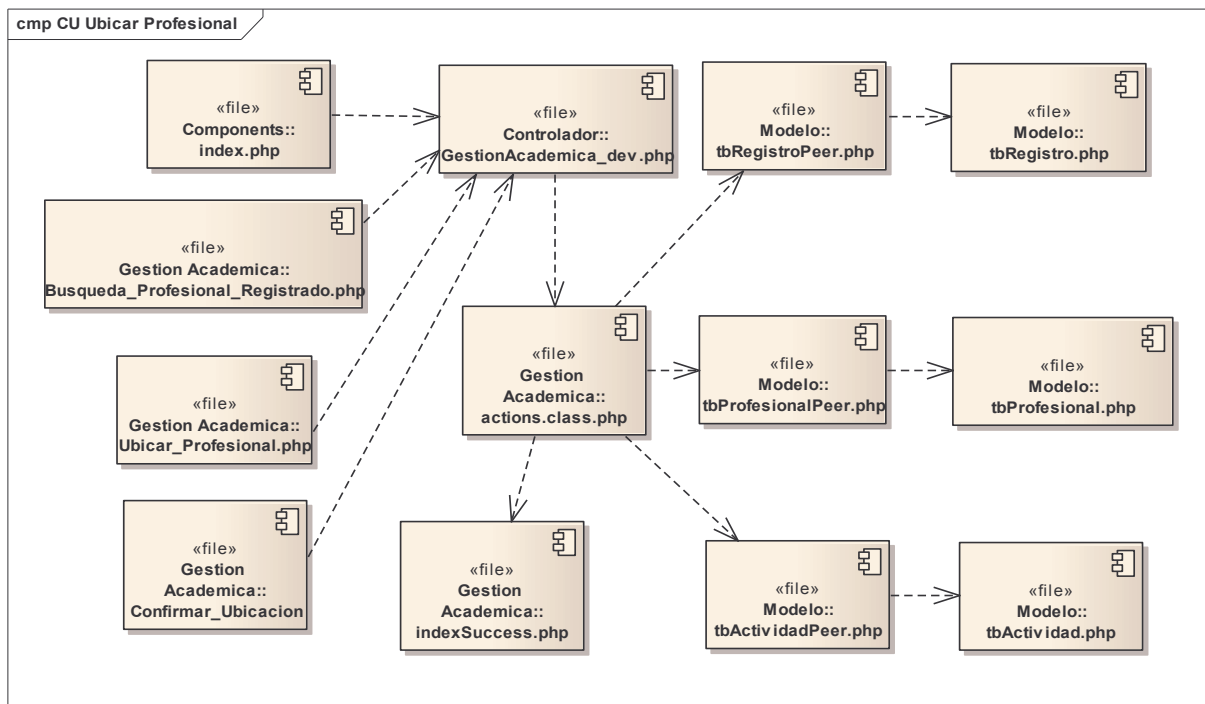 cmp CU Ubicar Profesional
«file»
Components::
index.php
«file»
Controlador::
GestionAcademica_dev.php
«file»
Modelo::
tbRegistroPeer.php
«file»
Modelo::
tbRegistro.php
«file»
Gestion Academica::
Busqueda_Profesional_Registrado.php
«file»
Gestion
Academica::
actions.class.php
«file»
Modelo::
tbProfesionalPeer.php
«file»
Modelo::
tbProfesional.php
«file»
Gestion Academica::
Ubicar_Profesional.php
«file»
Gestion
Academica::
Confirmar_Ubicacion
«file»
Gestion
Academica::
indexSuccess.php
«file»
Modelo::
tbActividadPeer.php
«file»
Modelo::
tbActividad.php